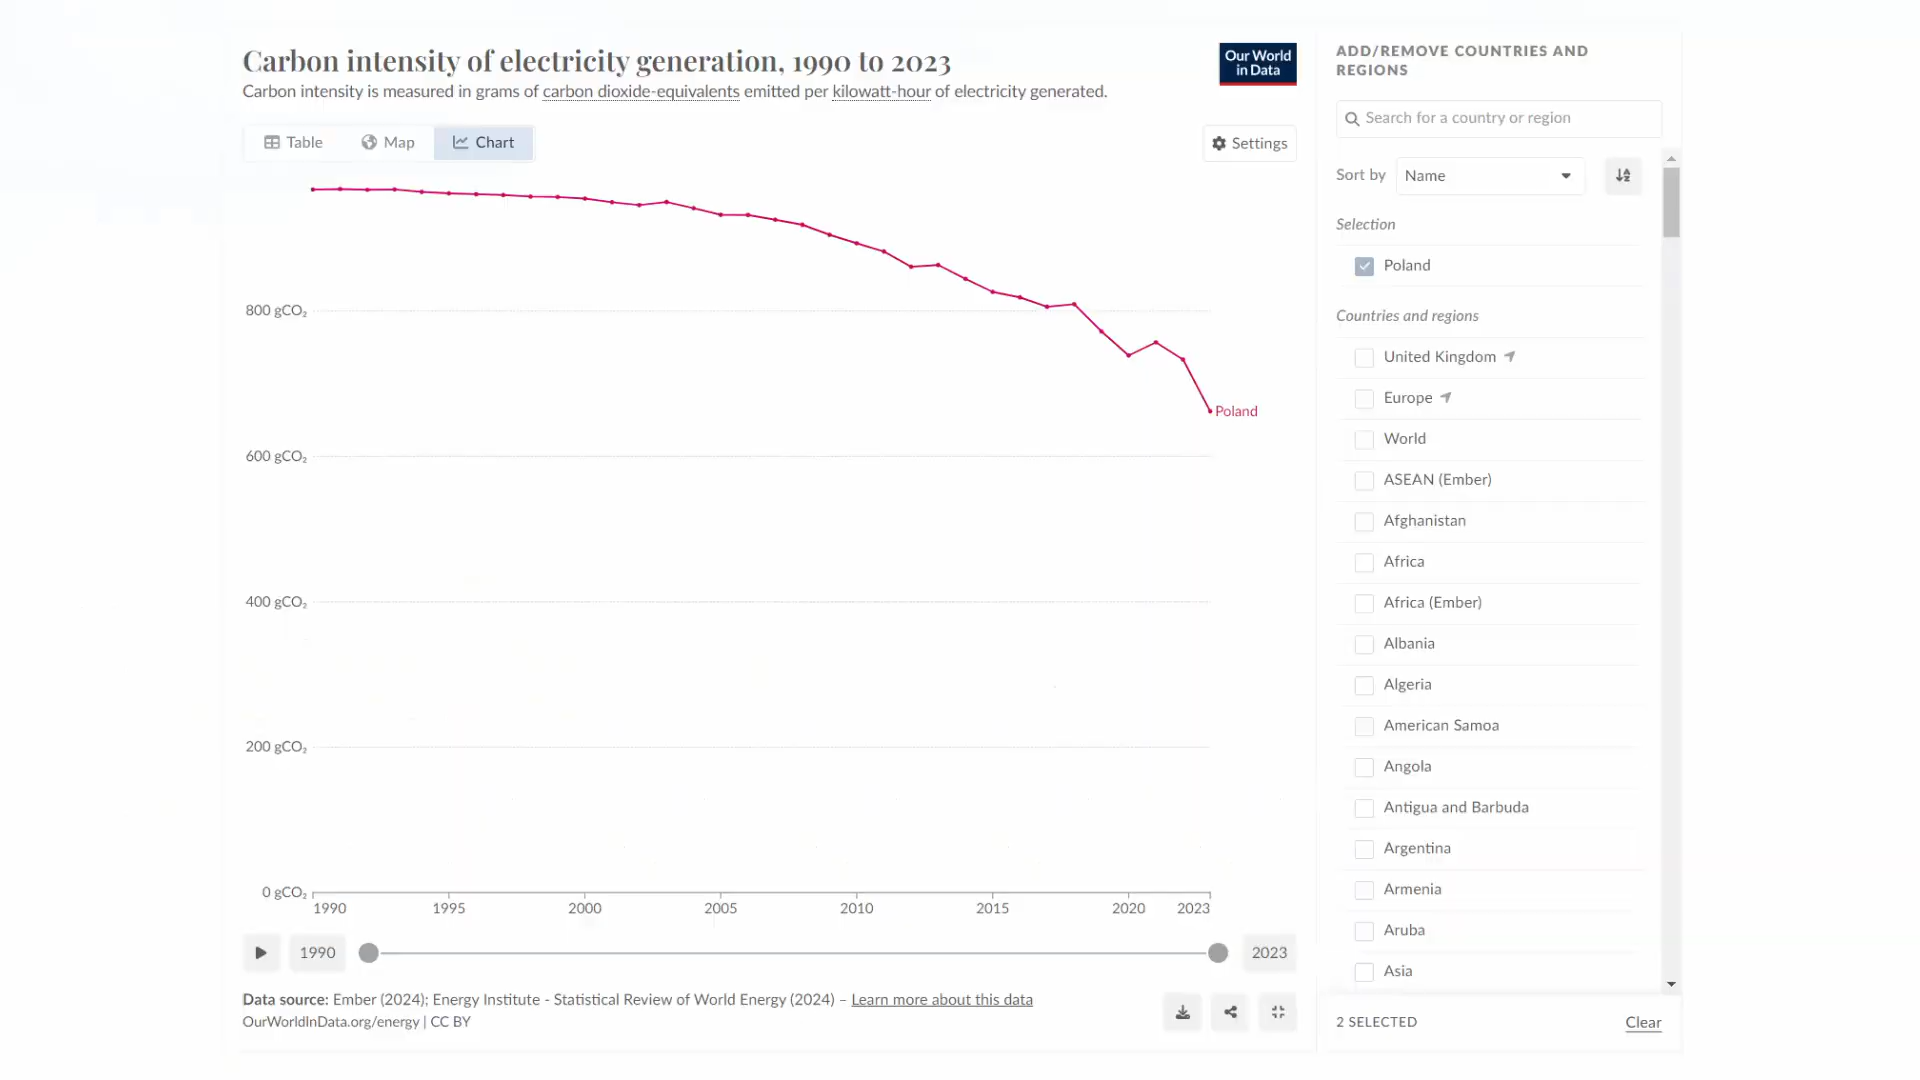 Carbon intensity of electricity generation, 1990 to 2023
Carbon intensity is measured in grams of carbon dioxide-equivalents emitted per kilowatt-hour of electricity generated.
Our World
in Data
Table
Map
Chart
Settings
800 gCO₂
600 gCO₂
400 gCO₂
200 gCO₂
0 gCO₂
Poland
1990
1995
2000
2005
2010
2015
2020
2023
1990
2023
Data source: Ember (2024); Energy Institute - Statistical Review of World Energy (2024) – Learn more about this data
OurWorldInData.org/energy | CC BY
ADD/REMOVE COUNTRIES AND
REGIONS
Search for a country or region
Sort by
Name
Selection
Poland
Countries and regions
United Kingdom
Europe
World
ASEAN (Ember)
Afghanistan
Africa
Africa (Ember)
Albania
Algeria
American Samoa
Angola
Antigua and Barbuda
Argentina
Armenia
Aruba
Asia
2 SELECTED
Clear